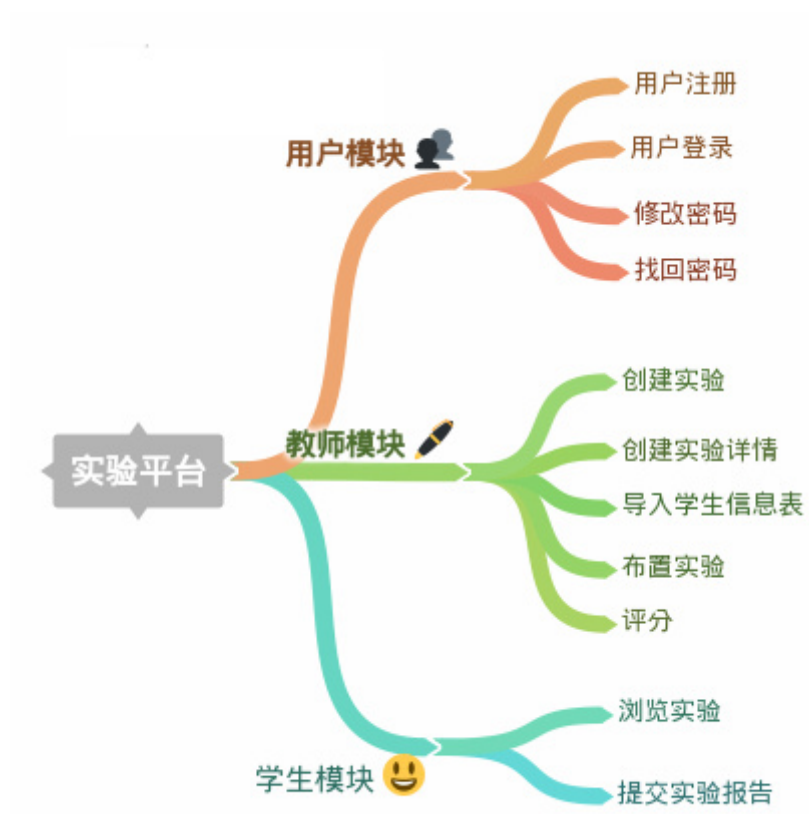 用户注册
用户模块
用户登录
修改密码
找回密码
创建实验
教师模块
创建实验详情
实验平台
导入学生信息表
布置实验
评分
浏览实验
学生模块
提交实验报告